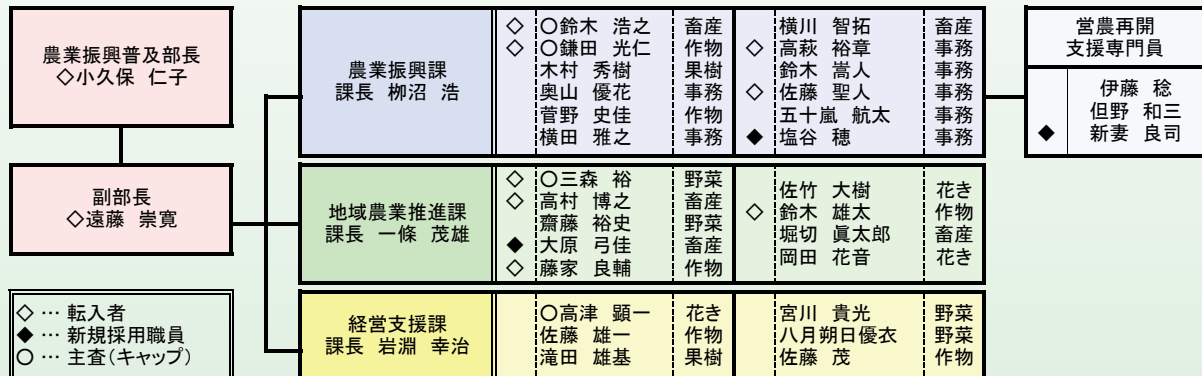 農業振興普及部長
◇小久保 仁子
副部長
◇遠藤 崇寛
◇ … 転入者
◆ … 新規採用職員
〇 … 主査(キャップ)
農業振興課
課長 柳沼 浩
◇ 〇鈴木 浩之 畜産
◇ 〇鎌田 光仁 作物
木村 秀樹 果樹
奥山 優花 事務
菅野 史佳 作物
横田 雅之 事務
横川 智拓 畜産
◇ 高萩 裕章 事務
鈴木 嵩人 事務
◇ 佐藤 聖人 事務
五十嵐 航太 事務
◆ 塩谷 穂 事務
営農再開
支援専門員
伊藤 稔
但野 和三
◆ 新妻 良司
地域農業推進課
課長 一條 茂雄
◇ 〇三森 裕 野菜
◇ 高村 博之 畜産
齋藤 裕史 野菜
◆ 大原 弓佳 畜産
◇ 藤家 良輔 作物
佐竹 大樹 花き
◇ 鈴木 雄太 作物
堀切 眞太郎 畜産
岡田 花音 花き
経営支援課
課長 岩淵 幸治
〇高津 顕一 花き
佐藤 雄一 作物
滝田 雄基 果樹
宮川 貴光 野菜
八月朔日優衣 野菜
佐藤 茂 作物